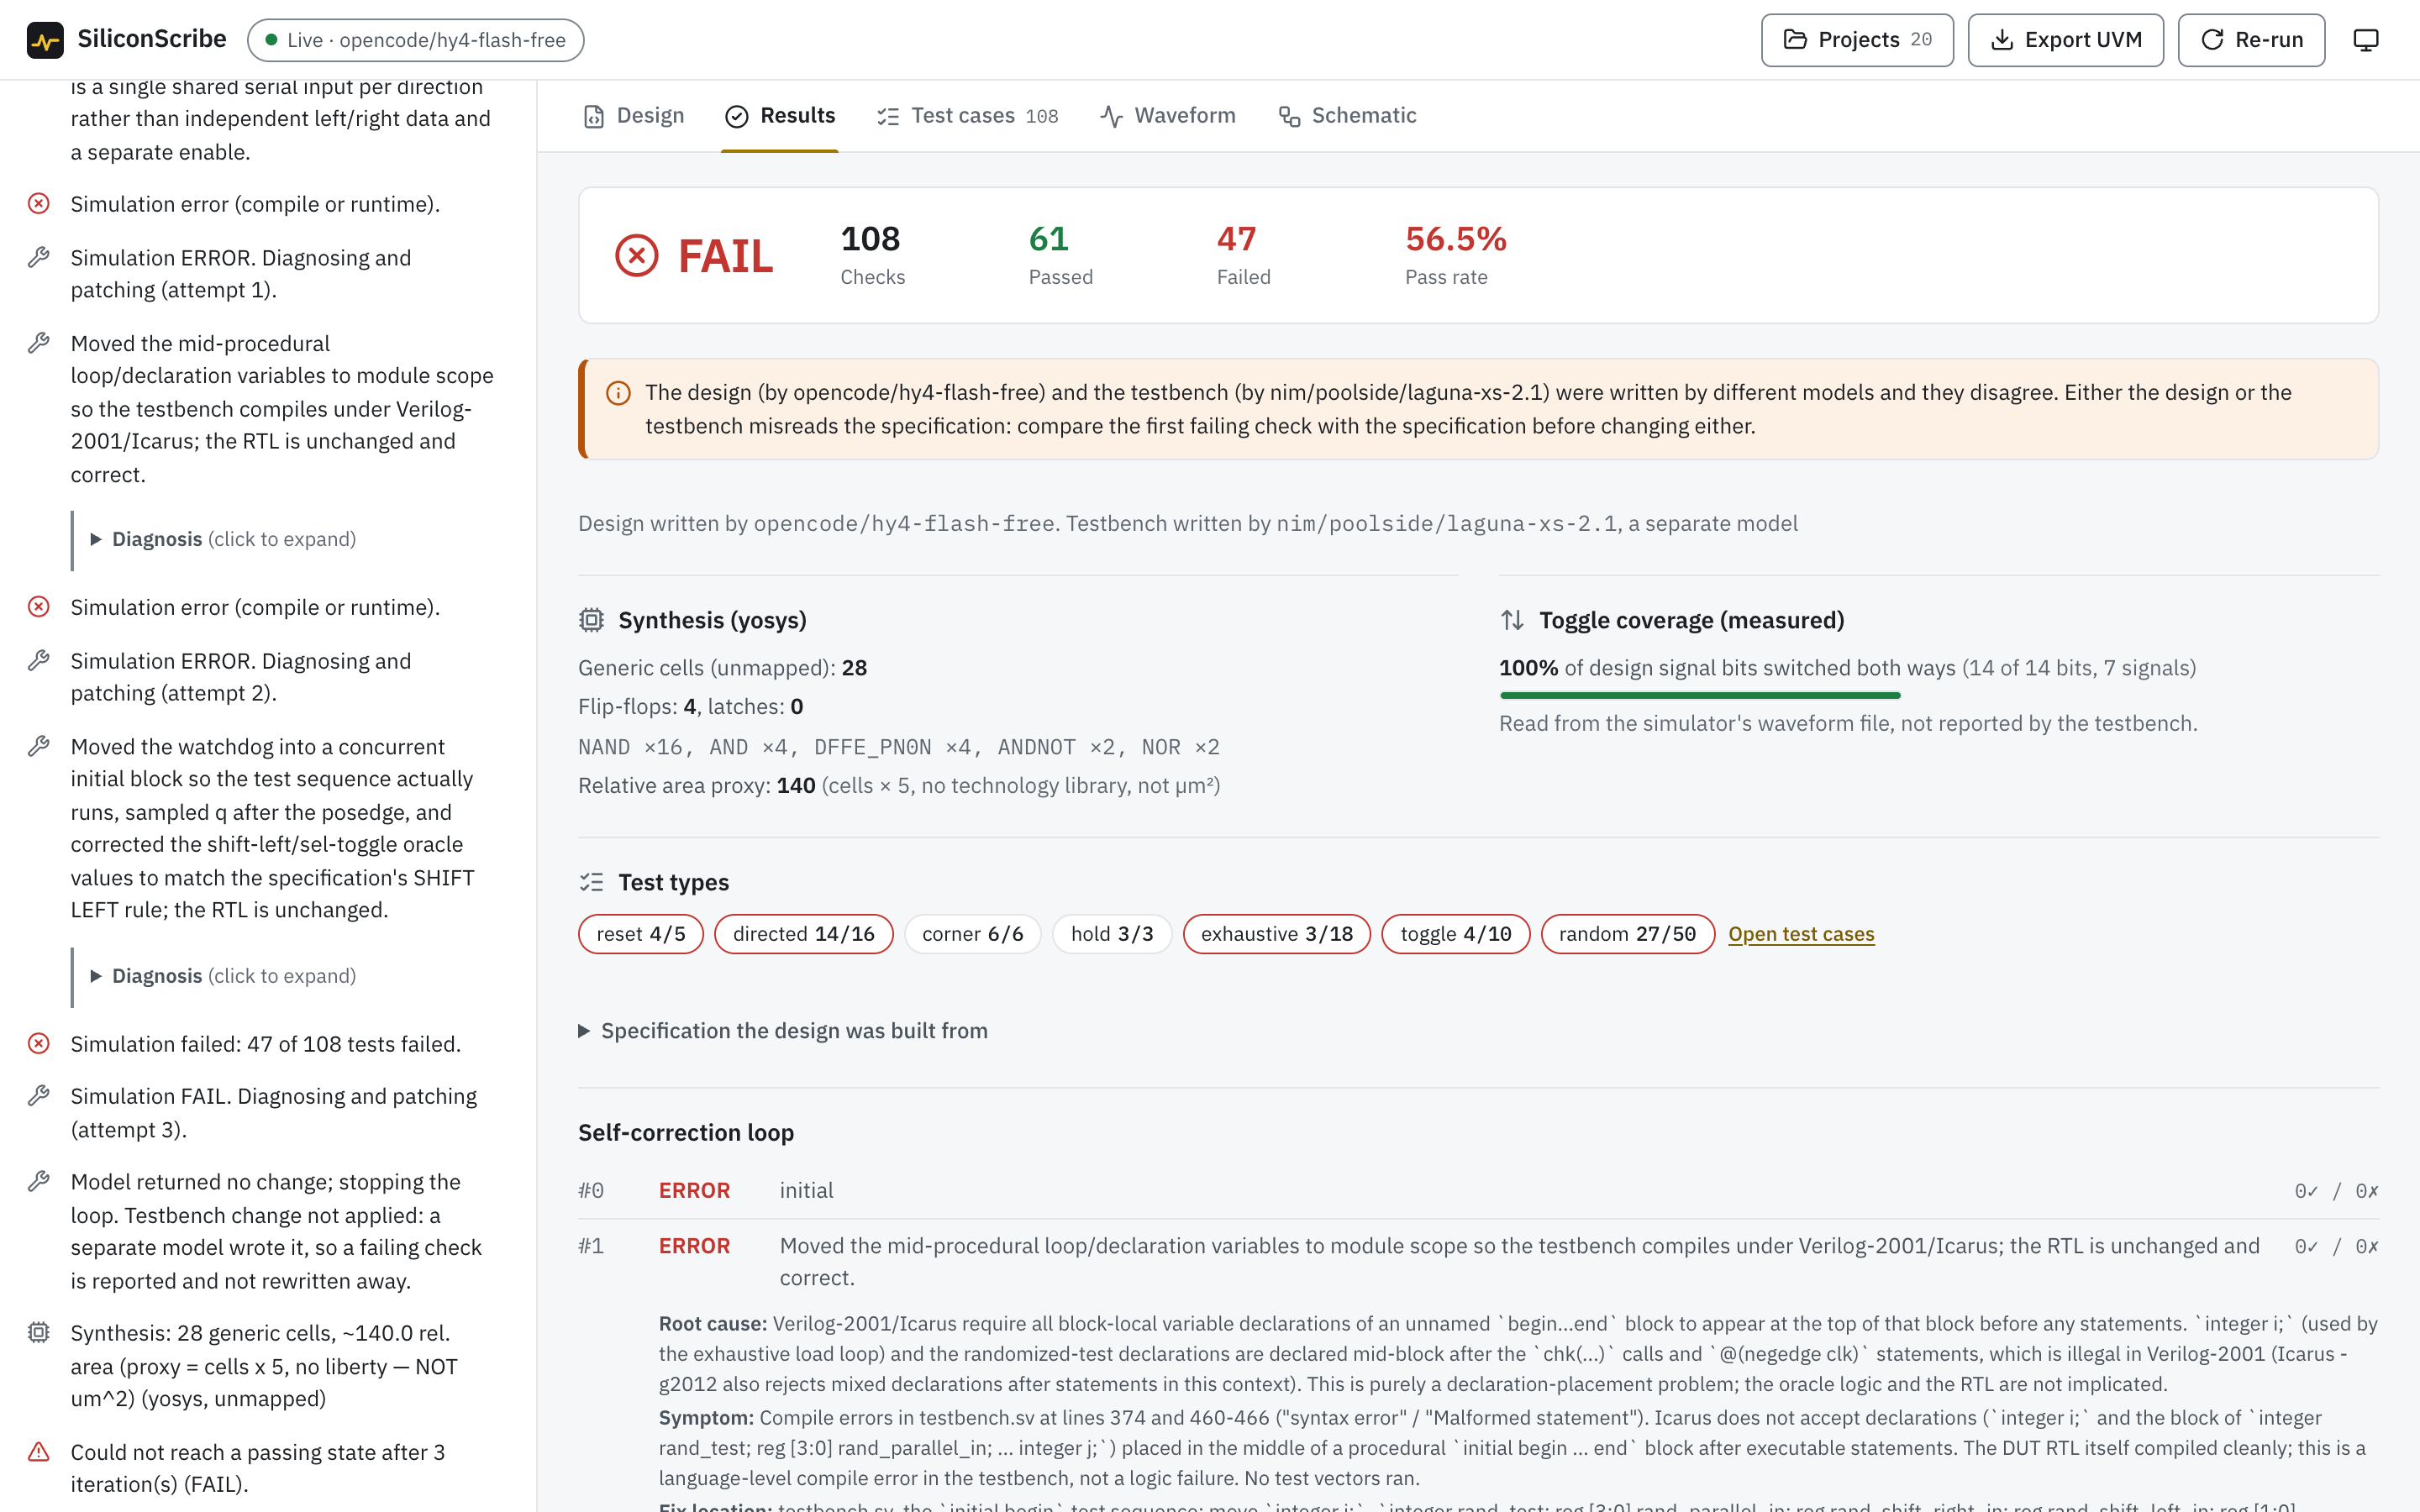 SiliconScribe
Live · opencode/hy4-flash-free
Projects 20
Export UVM
Re-run
is a single shared serial input per direction
rather than independent left/right data and
a separate enable.
Simulation error (compile or runtime).
Simulation ERROR. Diagnosing and
patching (attempt 1).
Moved the mid-procedural
loop/declaration variables to module scope
so the testbench compiles under Verilog-
2001/Icarus; the RTL is unchanged and
correct.
▶ Diagnosis (click to expand)
Simulation error (compile or runtime).
Simulation ERROR. Diagnosing and
patching (attempt 2).
Moved the watchdog into a concurrent
initial block so the test sequence actually
runs, sampled q after the posedge, and
corrected the shift-left/sel-toggle oracle
values to match the specification's SHIFT
LEFT rule; the RTL is unchanged.
▶ Diagnosis (click to expand)
Simulation failed: 47 of 108 tests failed.
Simulation FAIL. Diagnosing and patching
(attempt 3).
Model returned no change; stopping the
loop. Testbench change not applied: a
separate model wrote it, so a failing check
is reported and not rewritten away.
Synthesis: 28 generic cells, ~140.0 rel.
area (proxy = cells x 5, no liberty — NOT
um^2) (yosys, unmapped)
Could not reach a passing state after 3
iteration(s) (FAIL).
Design
Results
Test cases 108
Waveform
Schematic
FAIL
108
Checks
61
Passed
47
Failed
56.5%
Pass rate
The design (by opencode/hy4-flash-free) and the testbench (by nim/poolside/laguna-xs-2.1) were written by different models and they disagree. Either the design or the
testbench misreads the specification: compare the first failing check with the specification before changing either.
Design written by opencode/hy4-flash-free. Testbench written by nim/poolside/laguna-xs-2.1, a separate model
Synthesis (yosys)
Generic cells (unmapped): 28
Flip-flops: 4, latches: 0
NAND ×16, AND ×4, DFFE_PN0N ×4, ANDNOT ×2, NOR ×2
Relative area proxy: 140 (cells × 5, no technology library, not µm²)
Toggle coverage (measured)
100% of design signal bits switched both ways (14 of 14 bits, 7 signals)
Read from the simulator's waveform file, not reported by the testbench.
Test types
reset 4/5
directed 14/16
corner 6/6
hold 3/3
exhaustive 3/18
toggle 4/10
random 27/50
Open test cases
▶ Specification the design was built from
Self-correction loop
#0 ERROR initial 0✓ / 0✗
#1 ERROR Moved the mid-procedural loop/declaration variables to module scope so the testbench compiles under Verilog-2001/Icarus; the RTL is unchanged and 0✓ / 0✗
correct.
Root cause: Verilog-2001/Icarus require all block-local variable declarations of an unnamed `begin...end` block to appear at the top of that block before any statements. `integer i;` (used by
the exhaustive load loop) and the randomized-test declarations are declared mid-block after the `chk(...)` calls and `@(negedge clk)` statements, which is illegal in Verilog-2001 (Icarus -
g2012 also rejects mixed declarations after statements in this context). This is purely a declaration-placement problem; the oracle logic and the RTL are not implicated.
Symptom: Compile errors in testbench.sv at lines 374 and 460-466 ("syntax error" / "Malformed statement"). Icarus does not accept declarations (`integer i;` and the block of `integer
rand_test; reg [3:0] rand_parallel_in; ... integer j;`) placed in the middle of a procedural `initial begin ... end` block after executable statements. The DUT RTL itself compiled cleanly; this is a
language-level compile error in the testbench, not a logic failure. No test vectors ran.
Fix location: testbench.sv, the `initial begin` test sequence: move `integer i;`, `integer rand_test; reg [3:0] rand_parallel_in; reg rand_shift_right_in; reg rand_shift_left_in; reg [1:0]